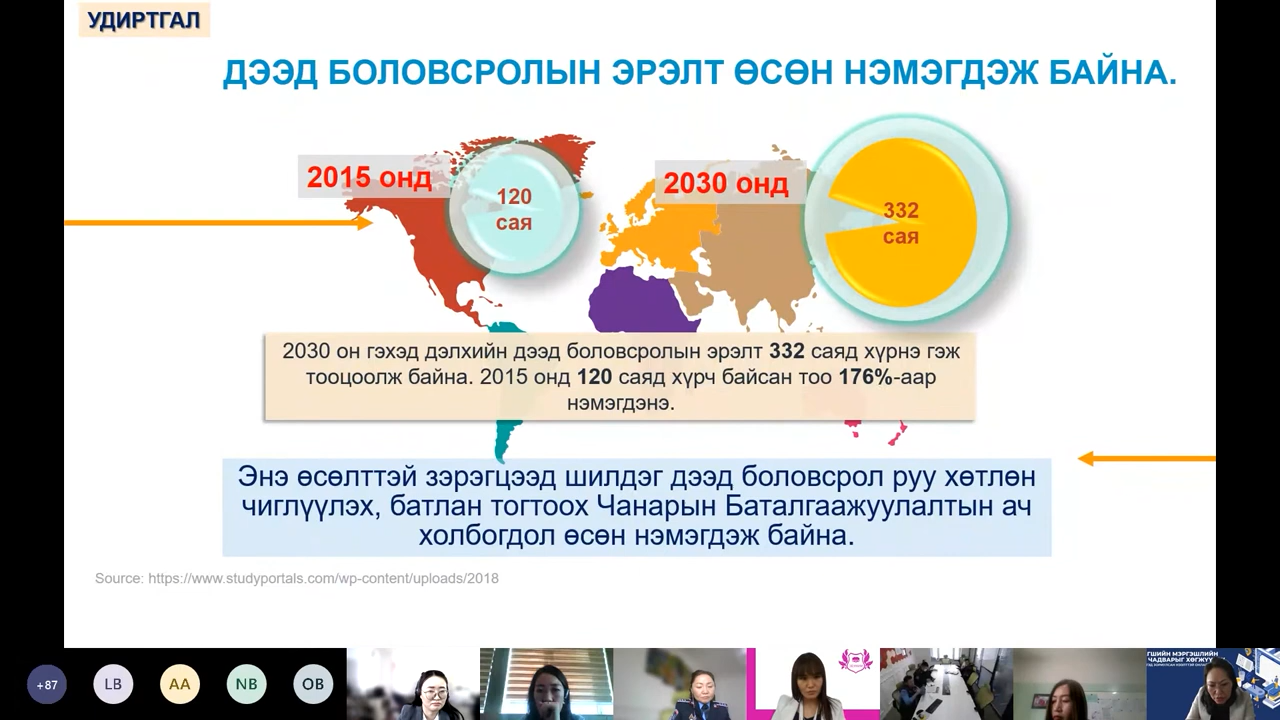 УДИРТГАЛ
ДЭЭД БОЛОВСРОЛЫН ЭРЭЛТ ӨСӨН НЭМЭГДЭЖ БАЙНА.
2015 онд
120
сая
2030 онд
332
сая
2030 он гэхэд дэлхийн дээд боловсролын эрэлт 332 саяд хүрнэ гэж
тооцоолж байна. 2015 онд 120 саяд хүрч байсан тоо 176%-аар
нэмэгдэнэ.
Энэ өсөлттэй зэрэгцээд шилдэг дээд боловсрол руу хөтлөн
чиглүүлэх, батлан тогтоох Чанарын Баталгаажуулалтын ач
холбогдол өсөн нэмэгдэж байна.
Source: https://www.studyportals.com/wp-content/uploads/2018
+87
LB
AA
NB
OB
ГШИЙН МЭРГЭШЛИЙН
ЧАДВАРЫГ ХӨГЖҮҮ